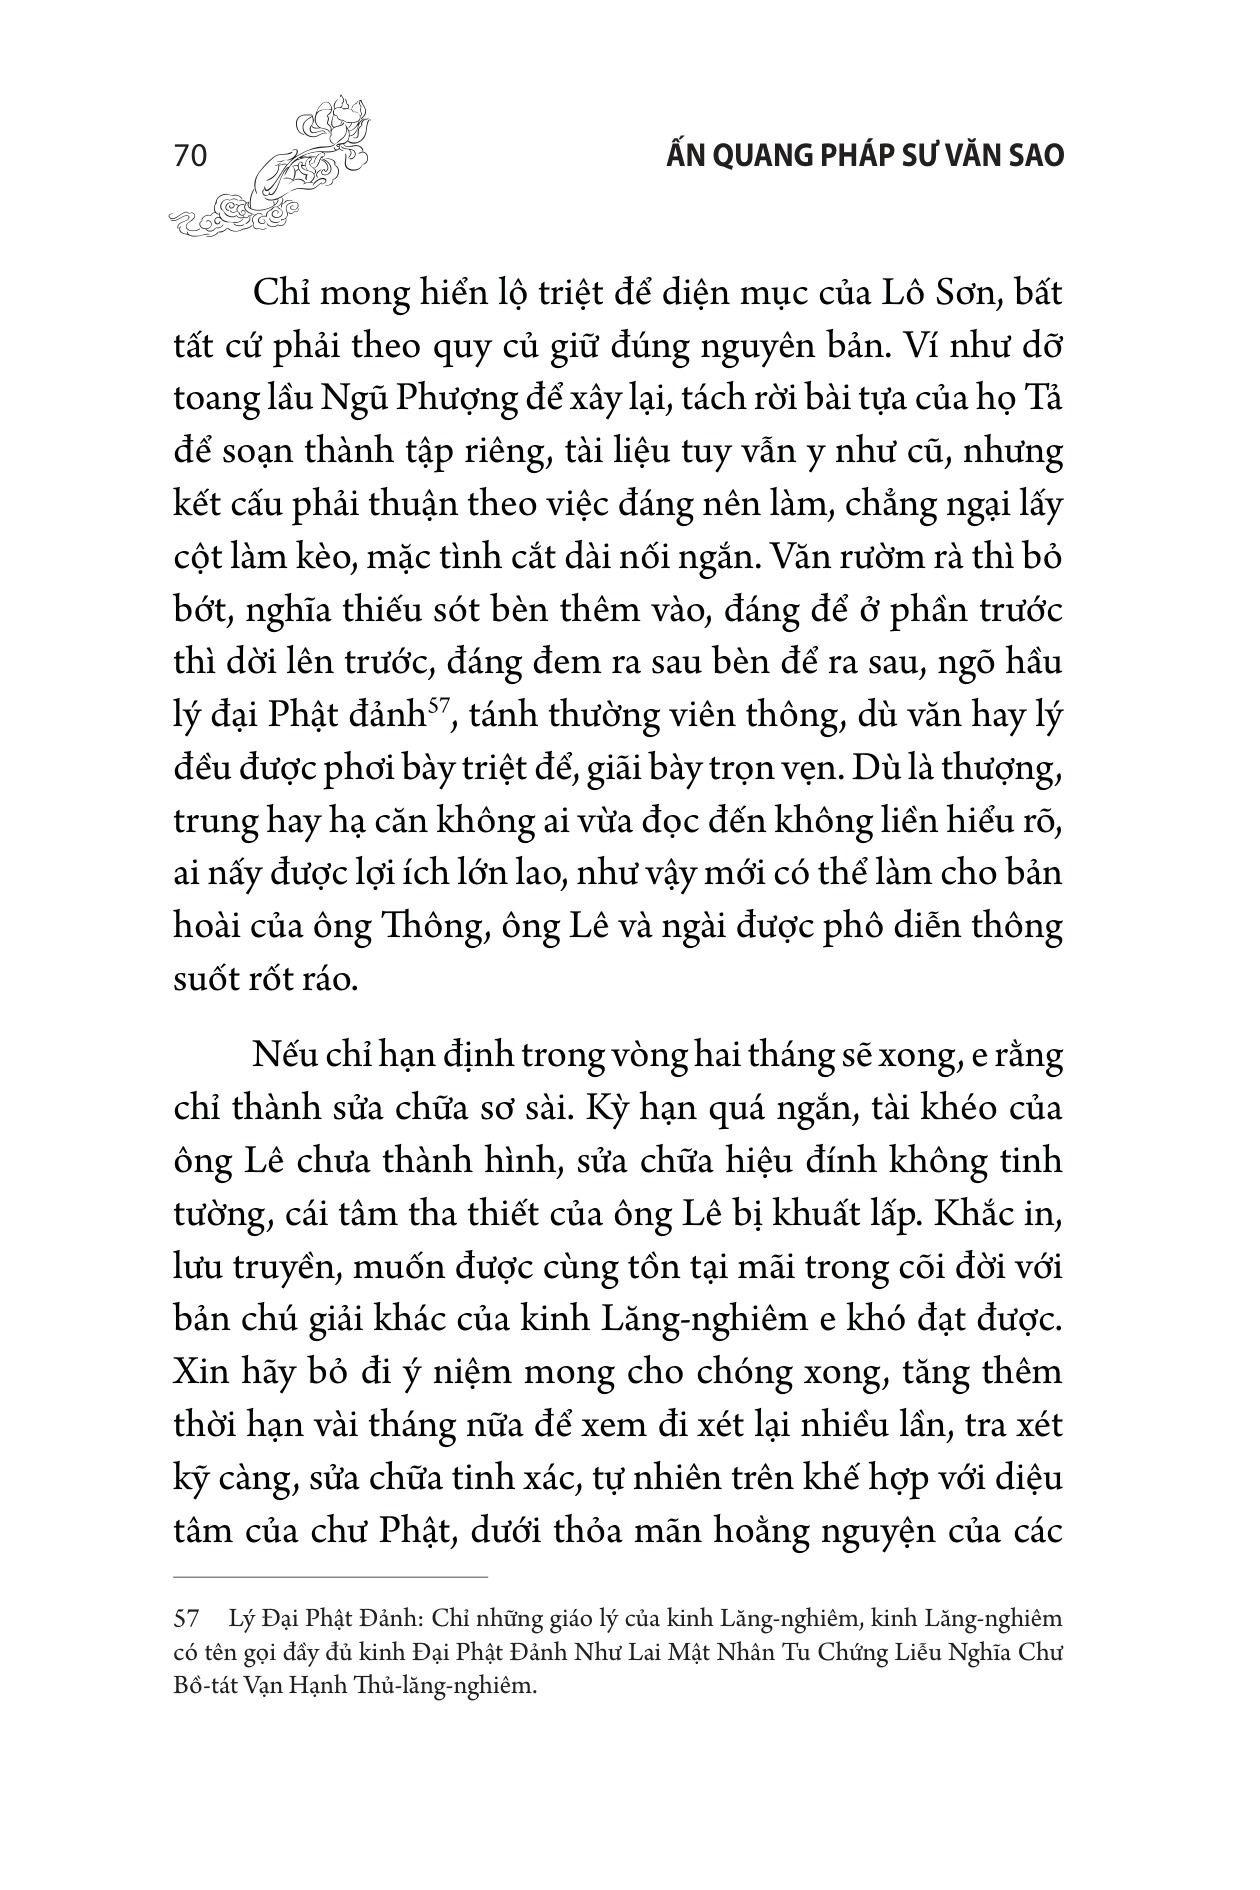 70
ẤN QUANG PHÁP SƯ VĂN SAO
Chỉ mong hiển lộ triệt để diện mục của Lô Sơn, bất
tất cứ phải theo quy củ giữ đúng nguyên bản. Ví như dỡ
toang lầu Ngũ Phượng để xây lại, tách rời bài tựa của họ Tả
để soạn thành tập riêng, tài liệu tuy vẫn y như cũ, nhưng
kết cấu phải thuận theo việc đáng nên làm, chẳng ngại lấy
cột làm kèo, mặc tình cắt dài nối ngắn. Văn rườm rà thì bỏ
bớt, nghĩa thiếu sót bèn thêm vào, đáng để ở phần trước
thì dời lên trước, đáng đem ra sau bèn để ra sau, ngõ hầu
lý đại Phật đảnh57, tánh thường viên thông, dù văn hay lý
đều được phơi bày triệt để, giãi bày trọn vẹn. Dù là thượng,
trung hay hạ căn không ai vừa đọc đến không liền hiểu rõ,
ai nấy được lợi ích lớn lao, như vậy mới có thể làm cho bản
hoài của ông Thông, ông Lê và ngài được phô diễn thông
suốt rốt ráo.
Nếu chỉ hạn định trong vòng hai tháng sẽ xong, e rằng
chỉ thành sửa chữa sơ sài. Kỳ hạn quá ngắn, tài khéo của
ông Lê chưa thành hình, sửa chữa hiệu đính không tinh
tường, cái tâm tha thiết của ông Lê bị khuất lấp. Khắc in,
lưu truyền, muốn được cùng tồn tại mãi trong cõi đời với
bản chú giải khác của kinh Lăng-nghiêm e khó đạt được.
Xin hãy bỏ đi ý niệm mong cho chóng xong, tăng thêm
thời hạn vài tháng nữa để xem đi xét lại nhiều lần, tra xét
kỹ càng, sửa chữa tinh xác, tự nhiên trên khế hợp với diệu
tâm của chư Phật, dưới thỏa mãn hoằng nguyện của các
57 Lý Đại Phật Đảnh: Chỉ những giáo lý của kinh Lăng-nghiêm, kinh Lăng-nghiêm
có tên gọi đầy đủ kinh Đại Phật Đảnh Như Lai Mật Nhân Tu Chứng Liễu Nghĩa Chư
Bồ-tát Vạn Hạnh Thủ-lăng-nghiêm.